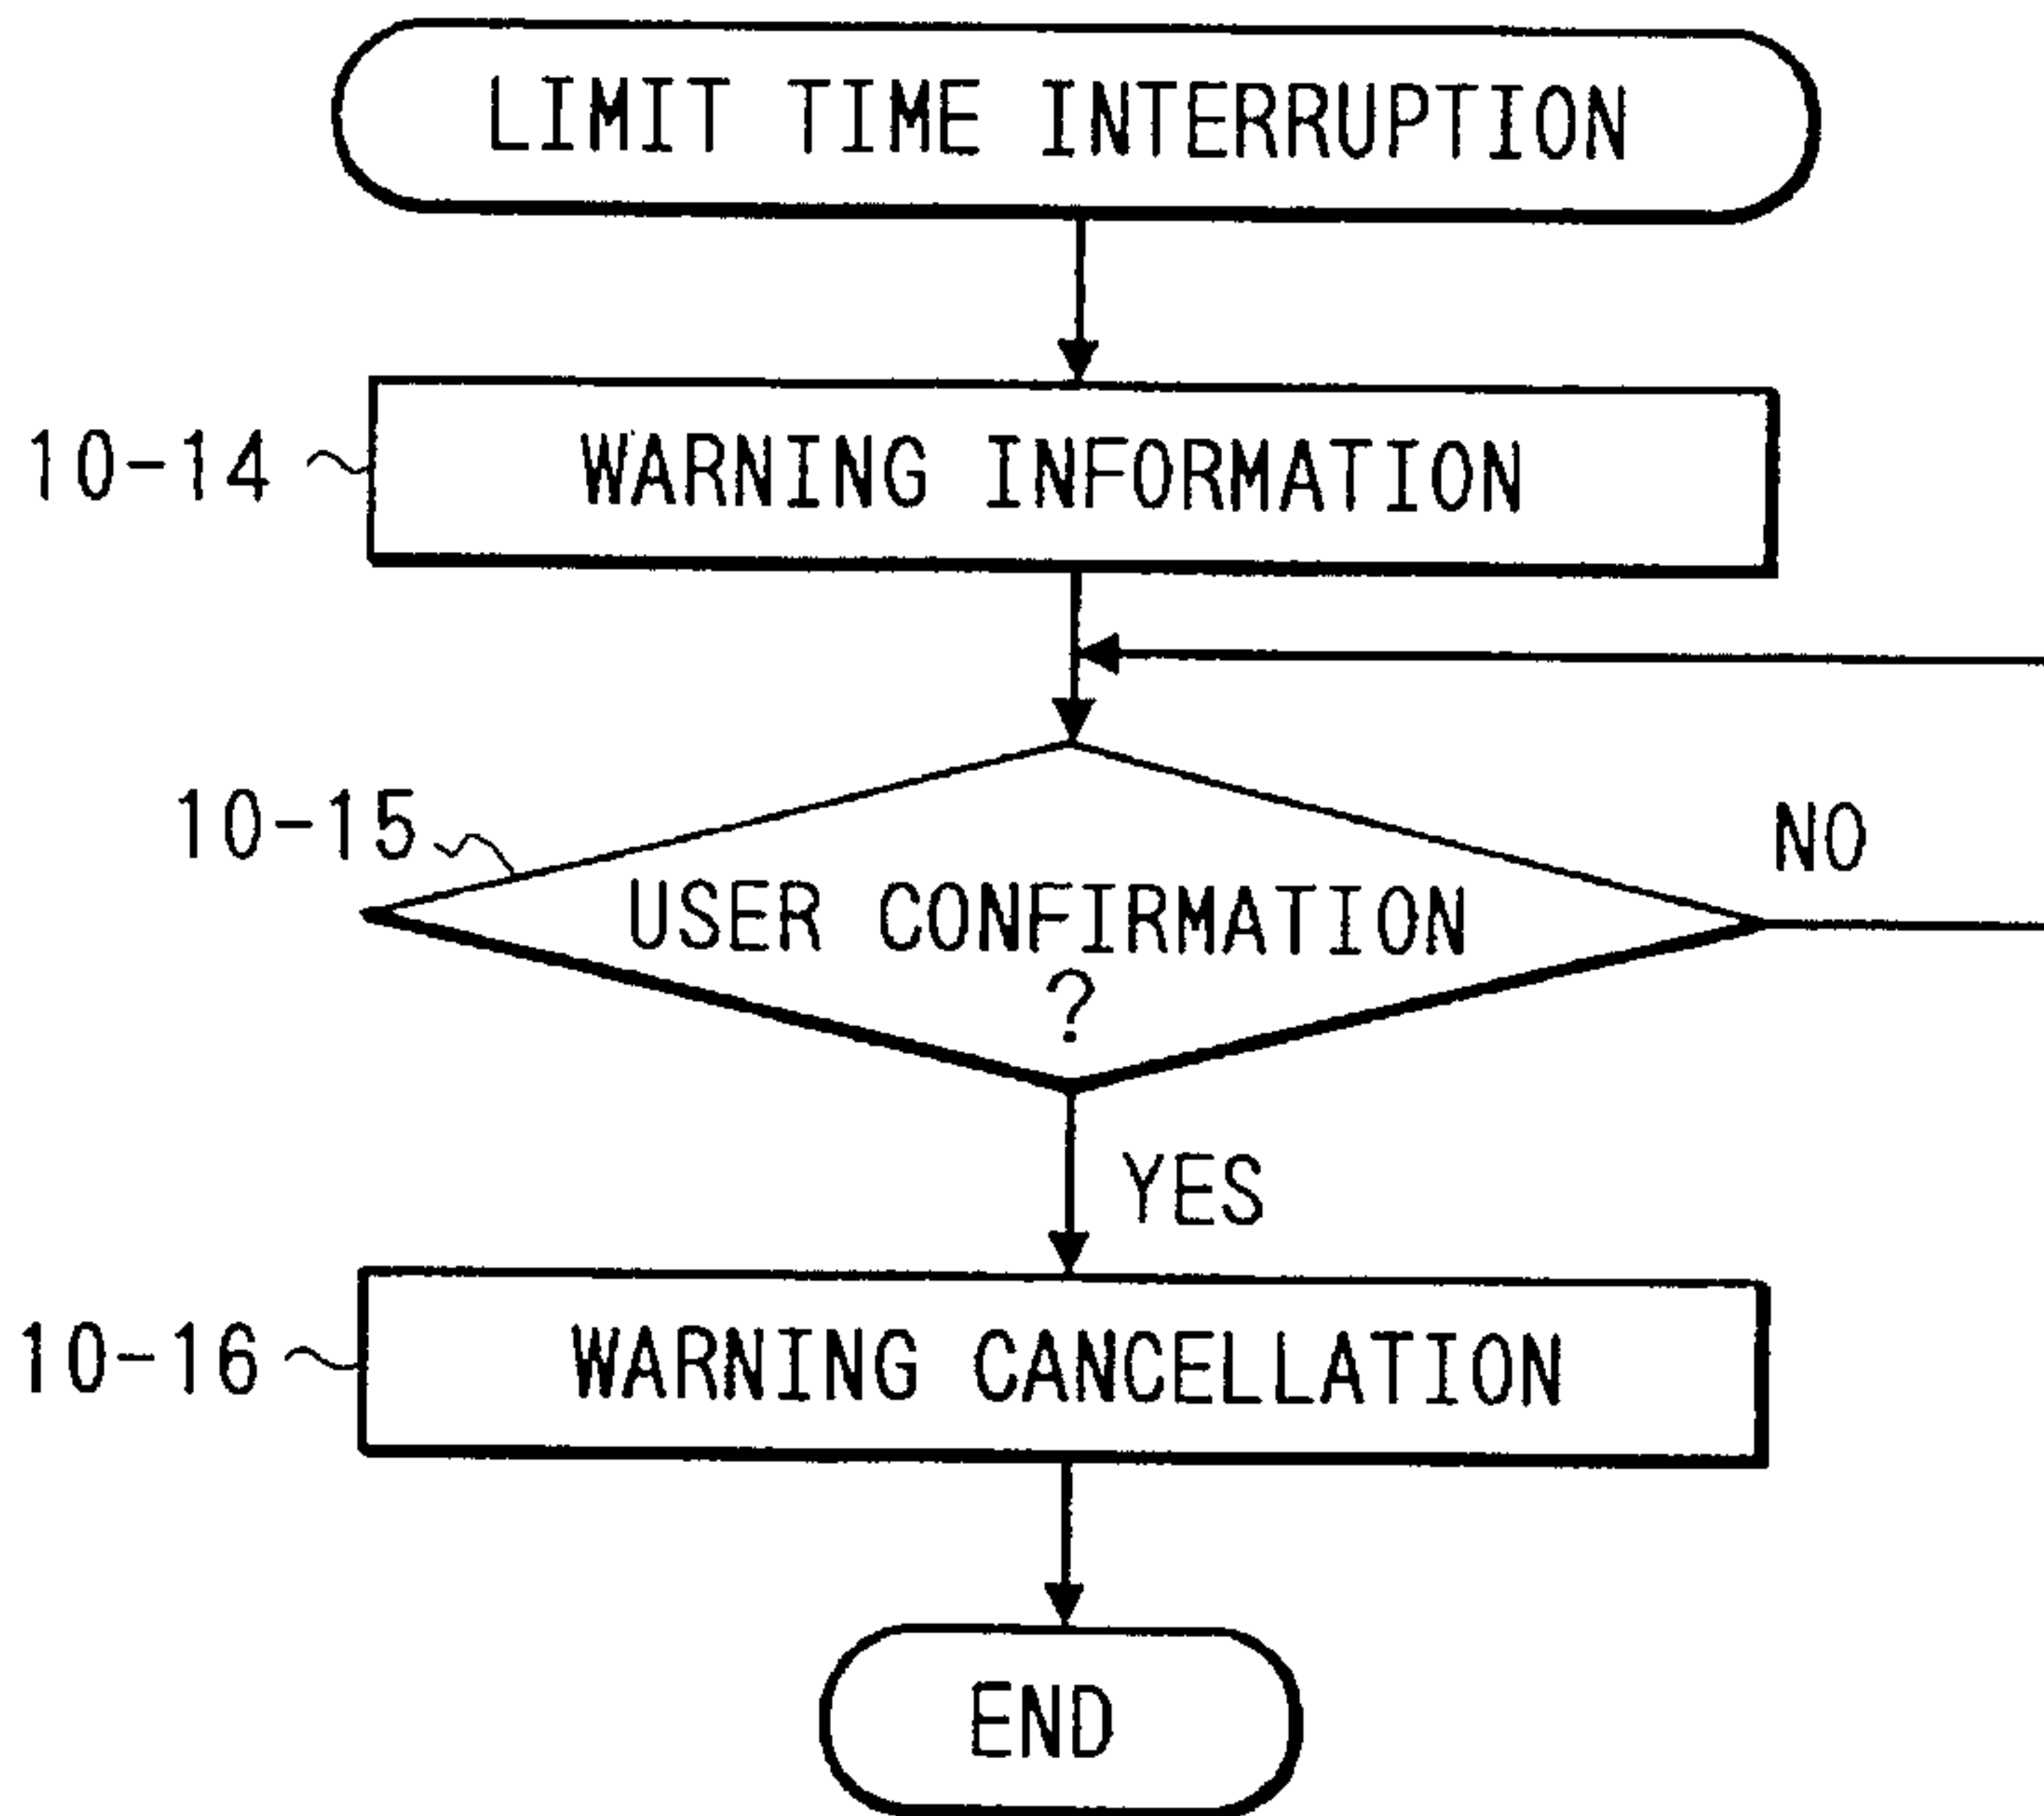 LIMIT TIME INTERRUPTION
10-14
WARNING INFORMATION
10-15
NO
USER CONFIRMATION
?
YES
10-16
WARNING CANCELLATION
END